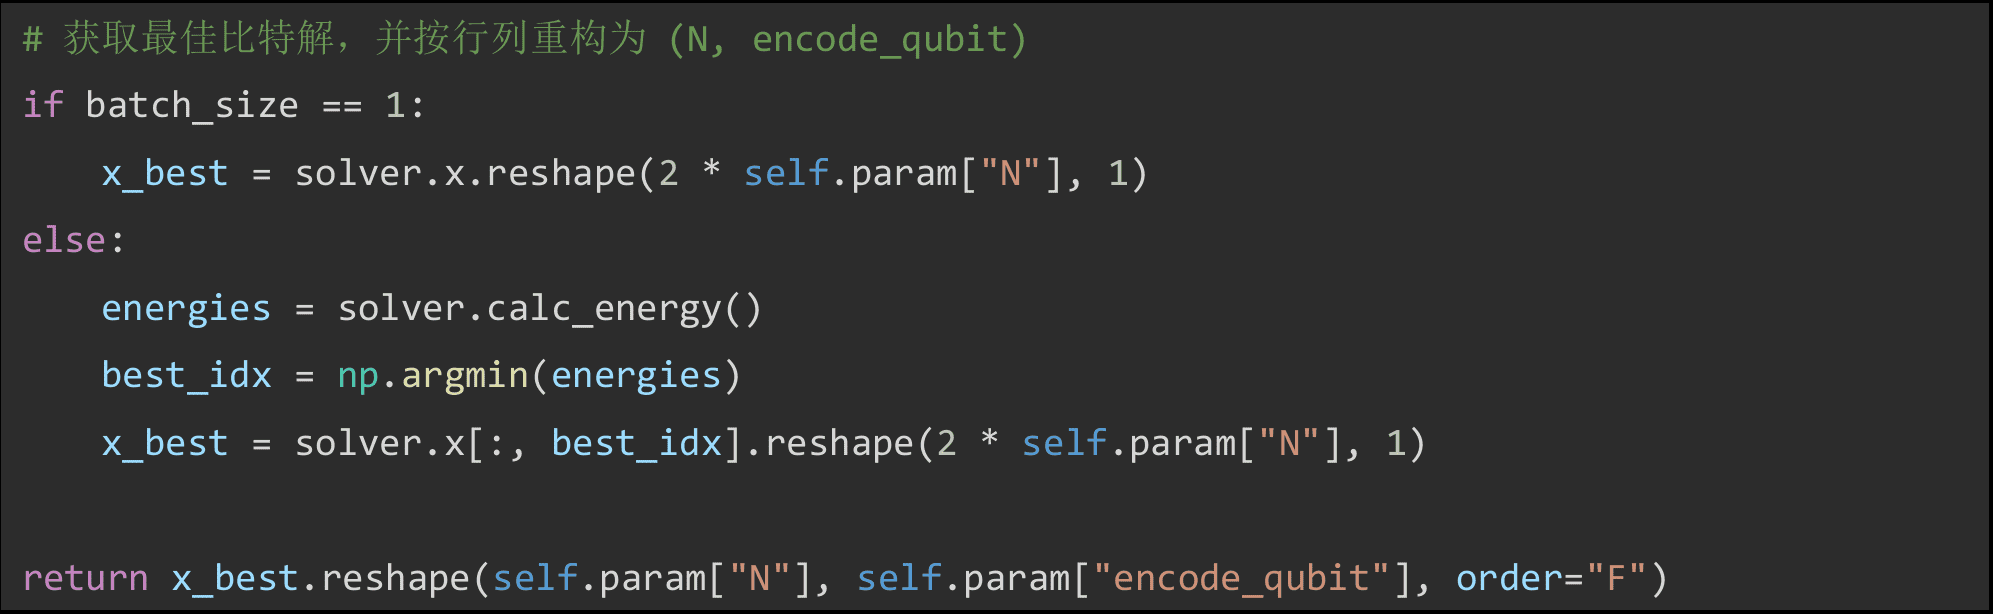 # 获取最佳比特解，并按行列重构为 (N, encode_qubit)
if batch_size == 1:
    x_best = solver.x.reshape(2 * self.param["N"], 1)
else:
    energies = solver.calc_energy()
    best_idx = np.argmin(energies)
    x_best = solver.x[:, best_idx].reshape(2 * self.param["N"], 1)
return x_best.reshape(self.param["N"], self.param["encode_qubit"], order="F")